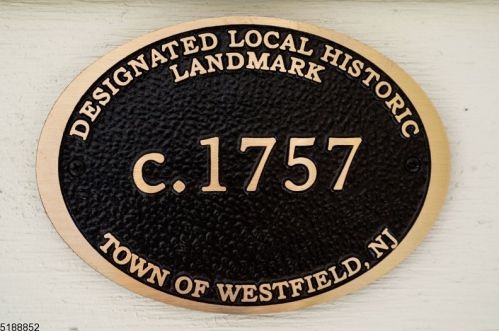 DESIGNATED LOCAL HISTORIC
LANDMARK
c.1757
TOWN OF WESTFIELD, NJ
5188852